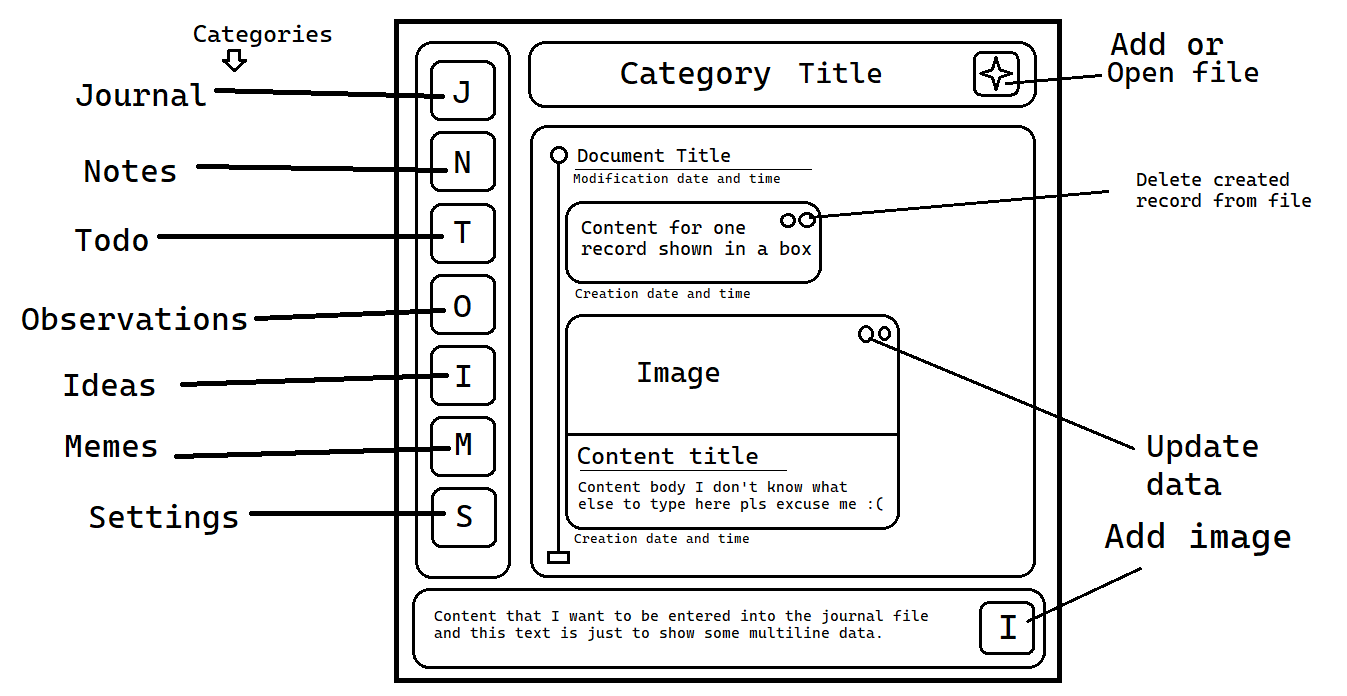 Categories
Journal
Notes
Todo
Observations
Ideas
Memes
Settings
J
N
T
O
I
M
S
Category Title
Document Title
Modification date and time
Content for one
record shown in a box
Creation date and time
Image
Content title
Content body I don't know what
else to type here pls excuse me :(
Creation date and time
Content that I want to be entered into the journal file
and this text is just to show some multiline data.
I
Add or
Open file
Delete created
record from file
Update
data
Add image